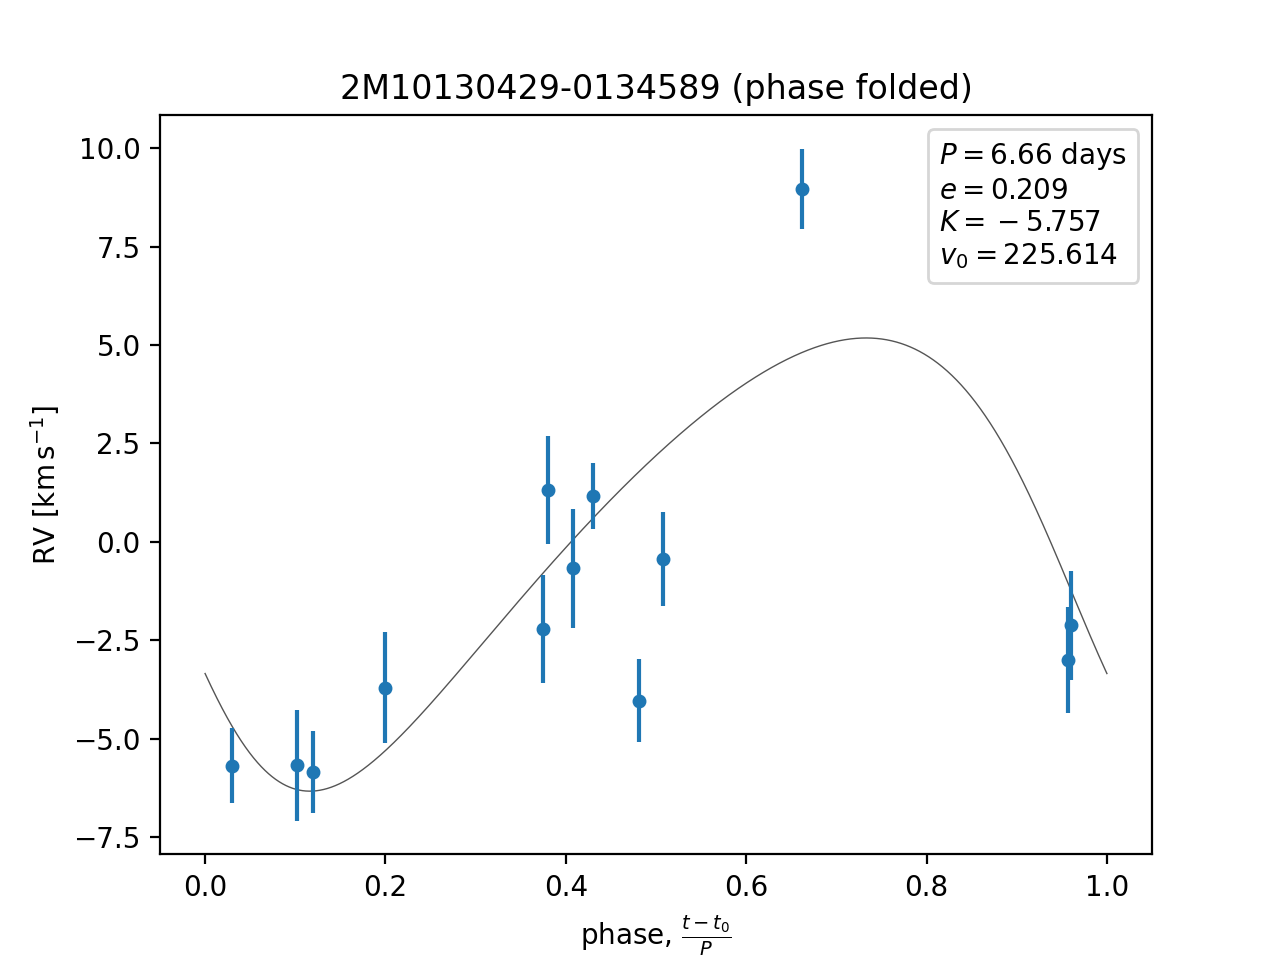 2M10130429-0134589 (phase folded)
P = 6.66 days
e = 0.209
K = −5.757
v₀ = 225.614
10.0
7.5
5.0
2.5
0.0
−2.5
−5.0
−7.5
RV [km s⁻¹]
0.0 0.2 0.4 0.6 0.8 1.0
phase, (t − t₀)/P